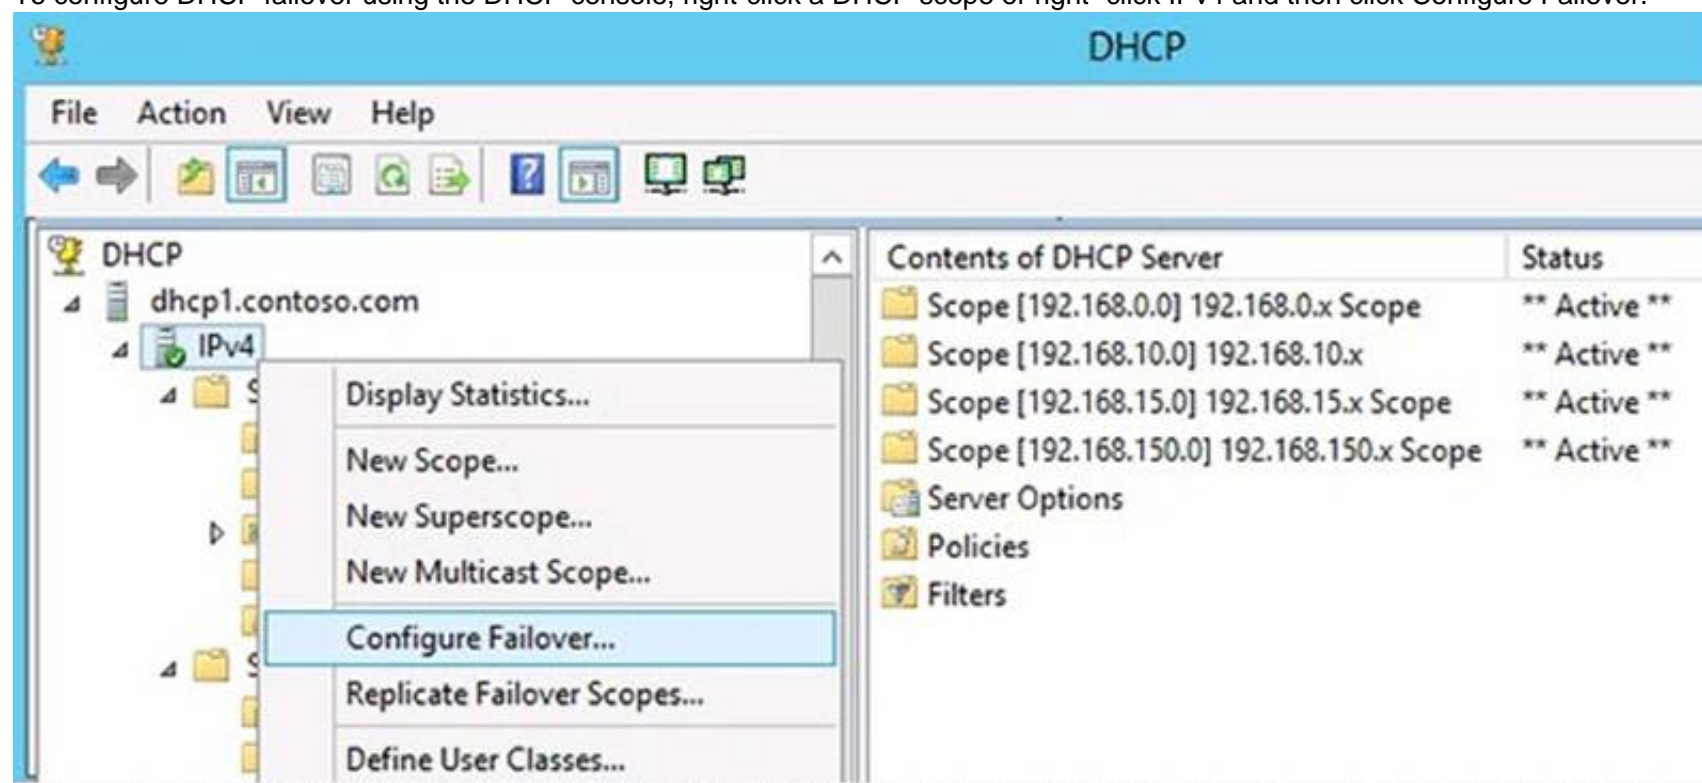 To configure DHCP failover using the DHCP console, right-click a DHCP scope or right-click IPv4 and then click Configure Failover.
DHCP
File Action View Help
DHCP
dhcp1.contoso.com
IPv4
S
S
Display Statistics...
New Scope...
New Superscope...
New Multicast Scope...
Configure Failover...
Replicate Failover Scopes...
Define User Classes...
Contents of DHCP Server Status
Scope [192.168.0.0] 192.168.0.x Scope ** Active **
Scope [192.168.10.0] 192.168.10.x ** Active **
Scope [192.168.15.0] 192.168.15.x Scope ** Active **
Scope [192.168.150.0] 192.168.150.x Scope ** Active **
Server Options
Policies
Filters